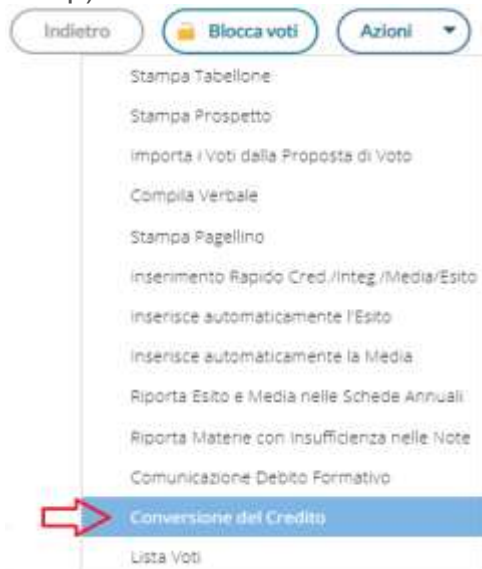 Indietro
Blocca voti
Azioni
Stampa Tabellone
Stampa Prospetto
Importa i Voti dalla Proposta di Voto
Compila Verbale
Stampa Pagellino
Inserimento Rapido Cred./Integ./Media/Esito
Inserisce automaticamente l'Esito
Inserisce automaticamente la Media
Riporta Esito e Media nelle Schede Annuali
Riporta Materie con Insufficienza nelle Note
Comunicazione Debito Formativo
Conversione del Credito
Lista Voti